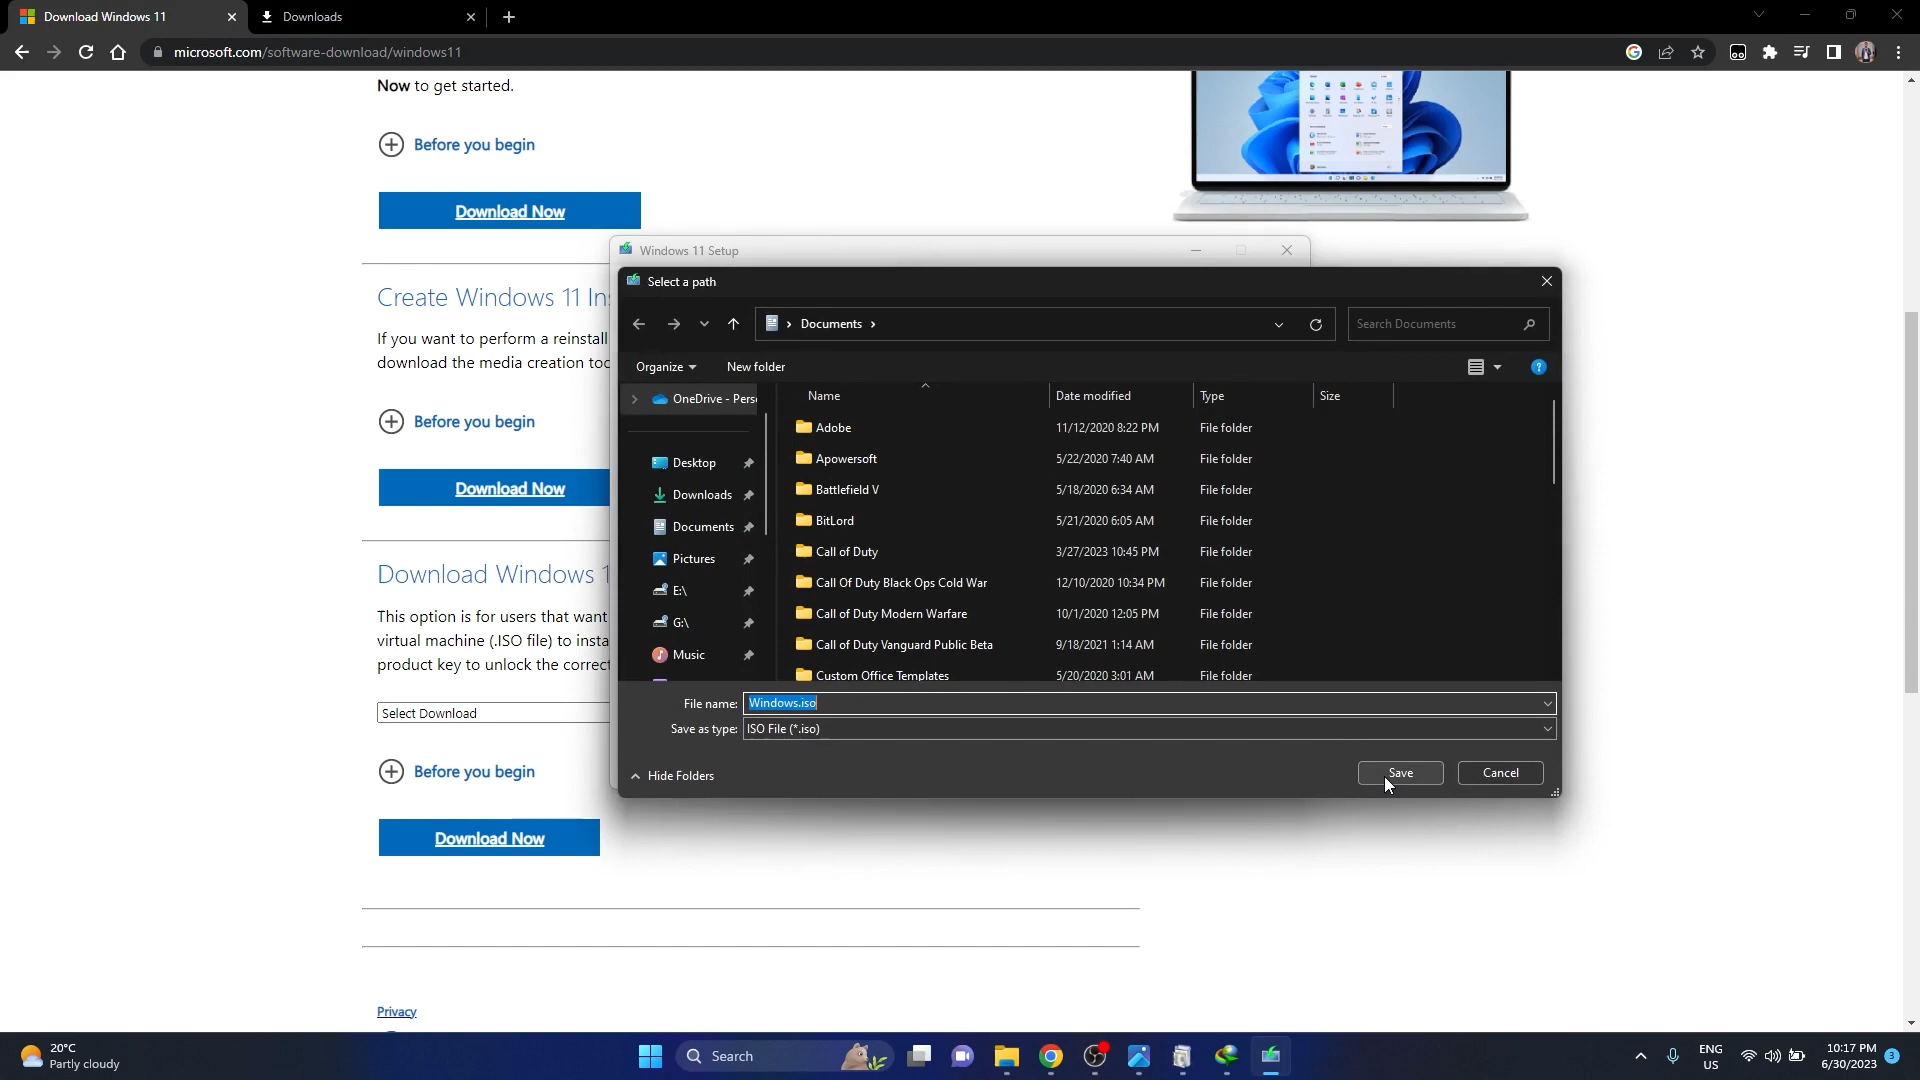 Download Windows 11
Downloads
microsoft.com/software-download/windows11
Now to get started.
Before you begin
Download Now
Create Windows 11 Ins
If you want to perform a reinstall
download the media creation too
Before you begin
Download Now
Download Windows 1
This option is for users that want
virtual machine (.ISO file) to insta
product key to unlock the correct
Select Download
Before you begin
Download Now
Privacy
Windows 11 Setup
Select a path
Documents
Search Documents
Organize
New folder
OneDrive - Perso
Desktop
Downloads
Documents
Pictures
E:\
G:\
Music
Name Date modified Type Size
Adobe 11/12/2020 8:22 PM File folder
Apowersoft 5/22/2020 7:40 AM File folder
Battlefield V 5/18/2020 6:34 AM File folder
BitLord 5/21/2020 6:05 AM File folder
Call of Duty 3/27/2023 10:45 PM File folder
Call Of Duty Black Ops Cold War 12/10/2020 10:34 PM File folder
Call of Duty Modern Warfare 10/1/2020 12:05 PM File folder
Call of Duty Vanguard Public Beta 9/18/2021 1:14 AM File folder
Custom Office Templates 5/20/2020 3:01 AM File folder
File name: Windows.iso
Save as type: ISO File (*.iso)
Hide Folders
Save
Cancel
20°C
Partly cloudy
Search
ENG
US
10:17 PM
6/30/2023
3